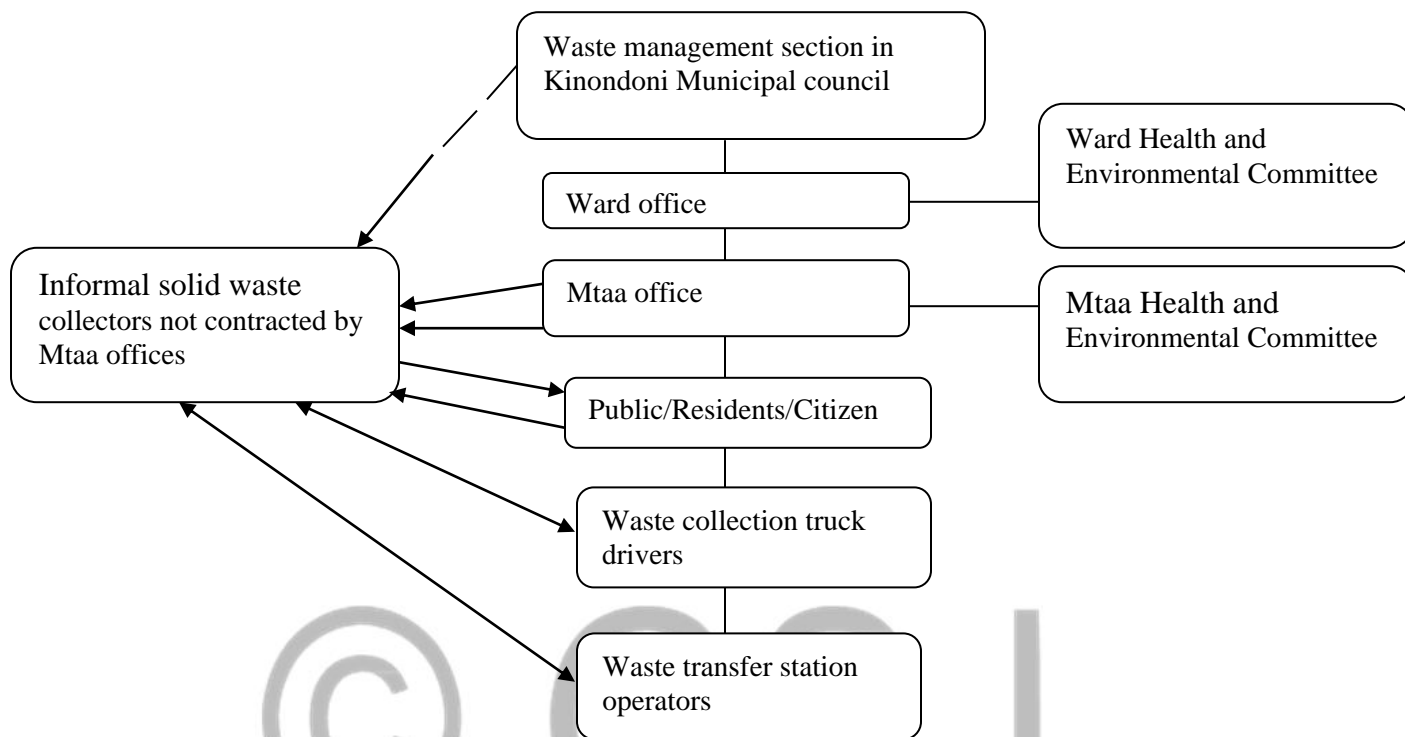 Waste management section in
Kinondoni Municipal council
Ward Health and
Environmental Committee
Ward office
Informal solid waste
collectors not contracted by
Mtaa offices
Mtaa office
Mtaa Health and
Environmental Committee
Public/Residents/Citizen
Waste collection truck
drivers
Waste transfer station
operators